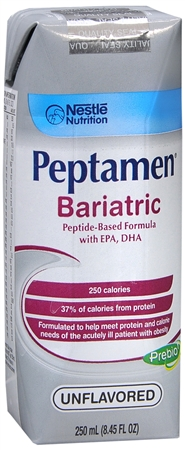 Nestlé
Nutrition
Peptamen®
Bariatric
Peptide-Based Formula
with EPA, DHA
250 calories
37% of calories from protein
Formulated to help meet protein and calorie
needs of the acutely ill patient with obesity
Prebio
UNFLAVORED
250 mL (8.45 FL OZ)